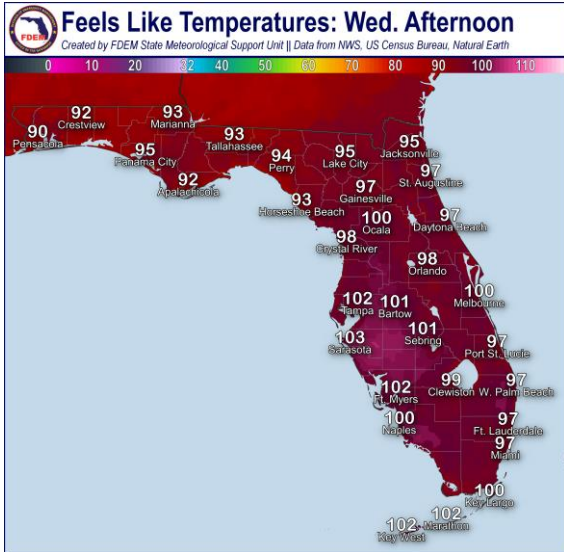 Feels Like Temperatures: Wed. Afternoon
Created by FDEM State Meteorological Support Unit || Data from NWS, US Census Bureau, Natural Earth
FDEM
0 10 20 32 40 50 60 70 80 90 100 110
92
Crestview
93
Marianna
90
Pensacola
93
Tallahassee
95
Panama City
94
Perry
95
Lake City
95
Jacksonville
92
Apalachicola
97
St. Augustine
97
Gainesville
93
Horseshoe Beach
100
Ocala
97
Daytona Beach
98
Crystal River
98
Orlando
102
Tampa
101
Bartow
100
Melbourne
103
Sarasota
101
Sebring
97
Port St. Lucie
102
Ft. Myers
99
Clewiston
97
W. Palm Beach
100
Naples
97
Ft. Lauderdale
97
Miami
100
Key Largo
102
Marathon
102
Key West